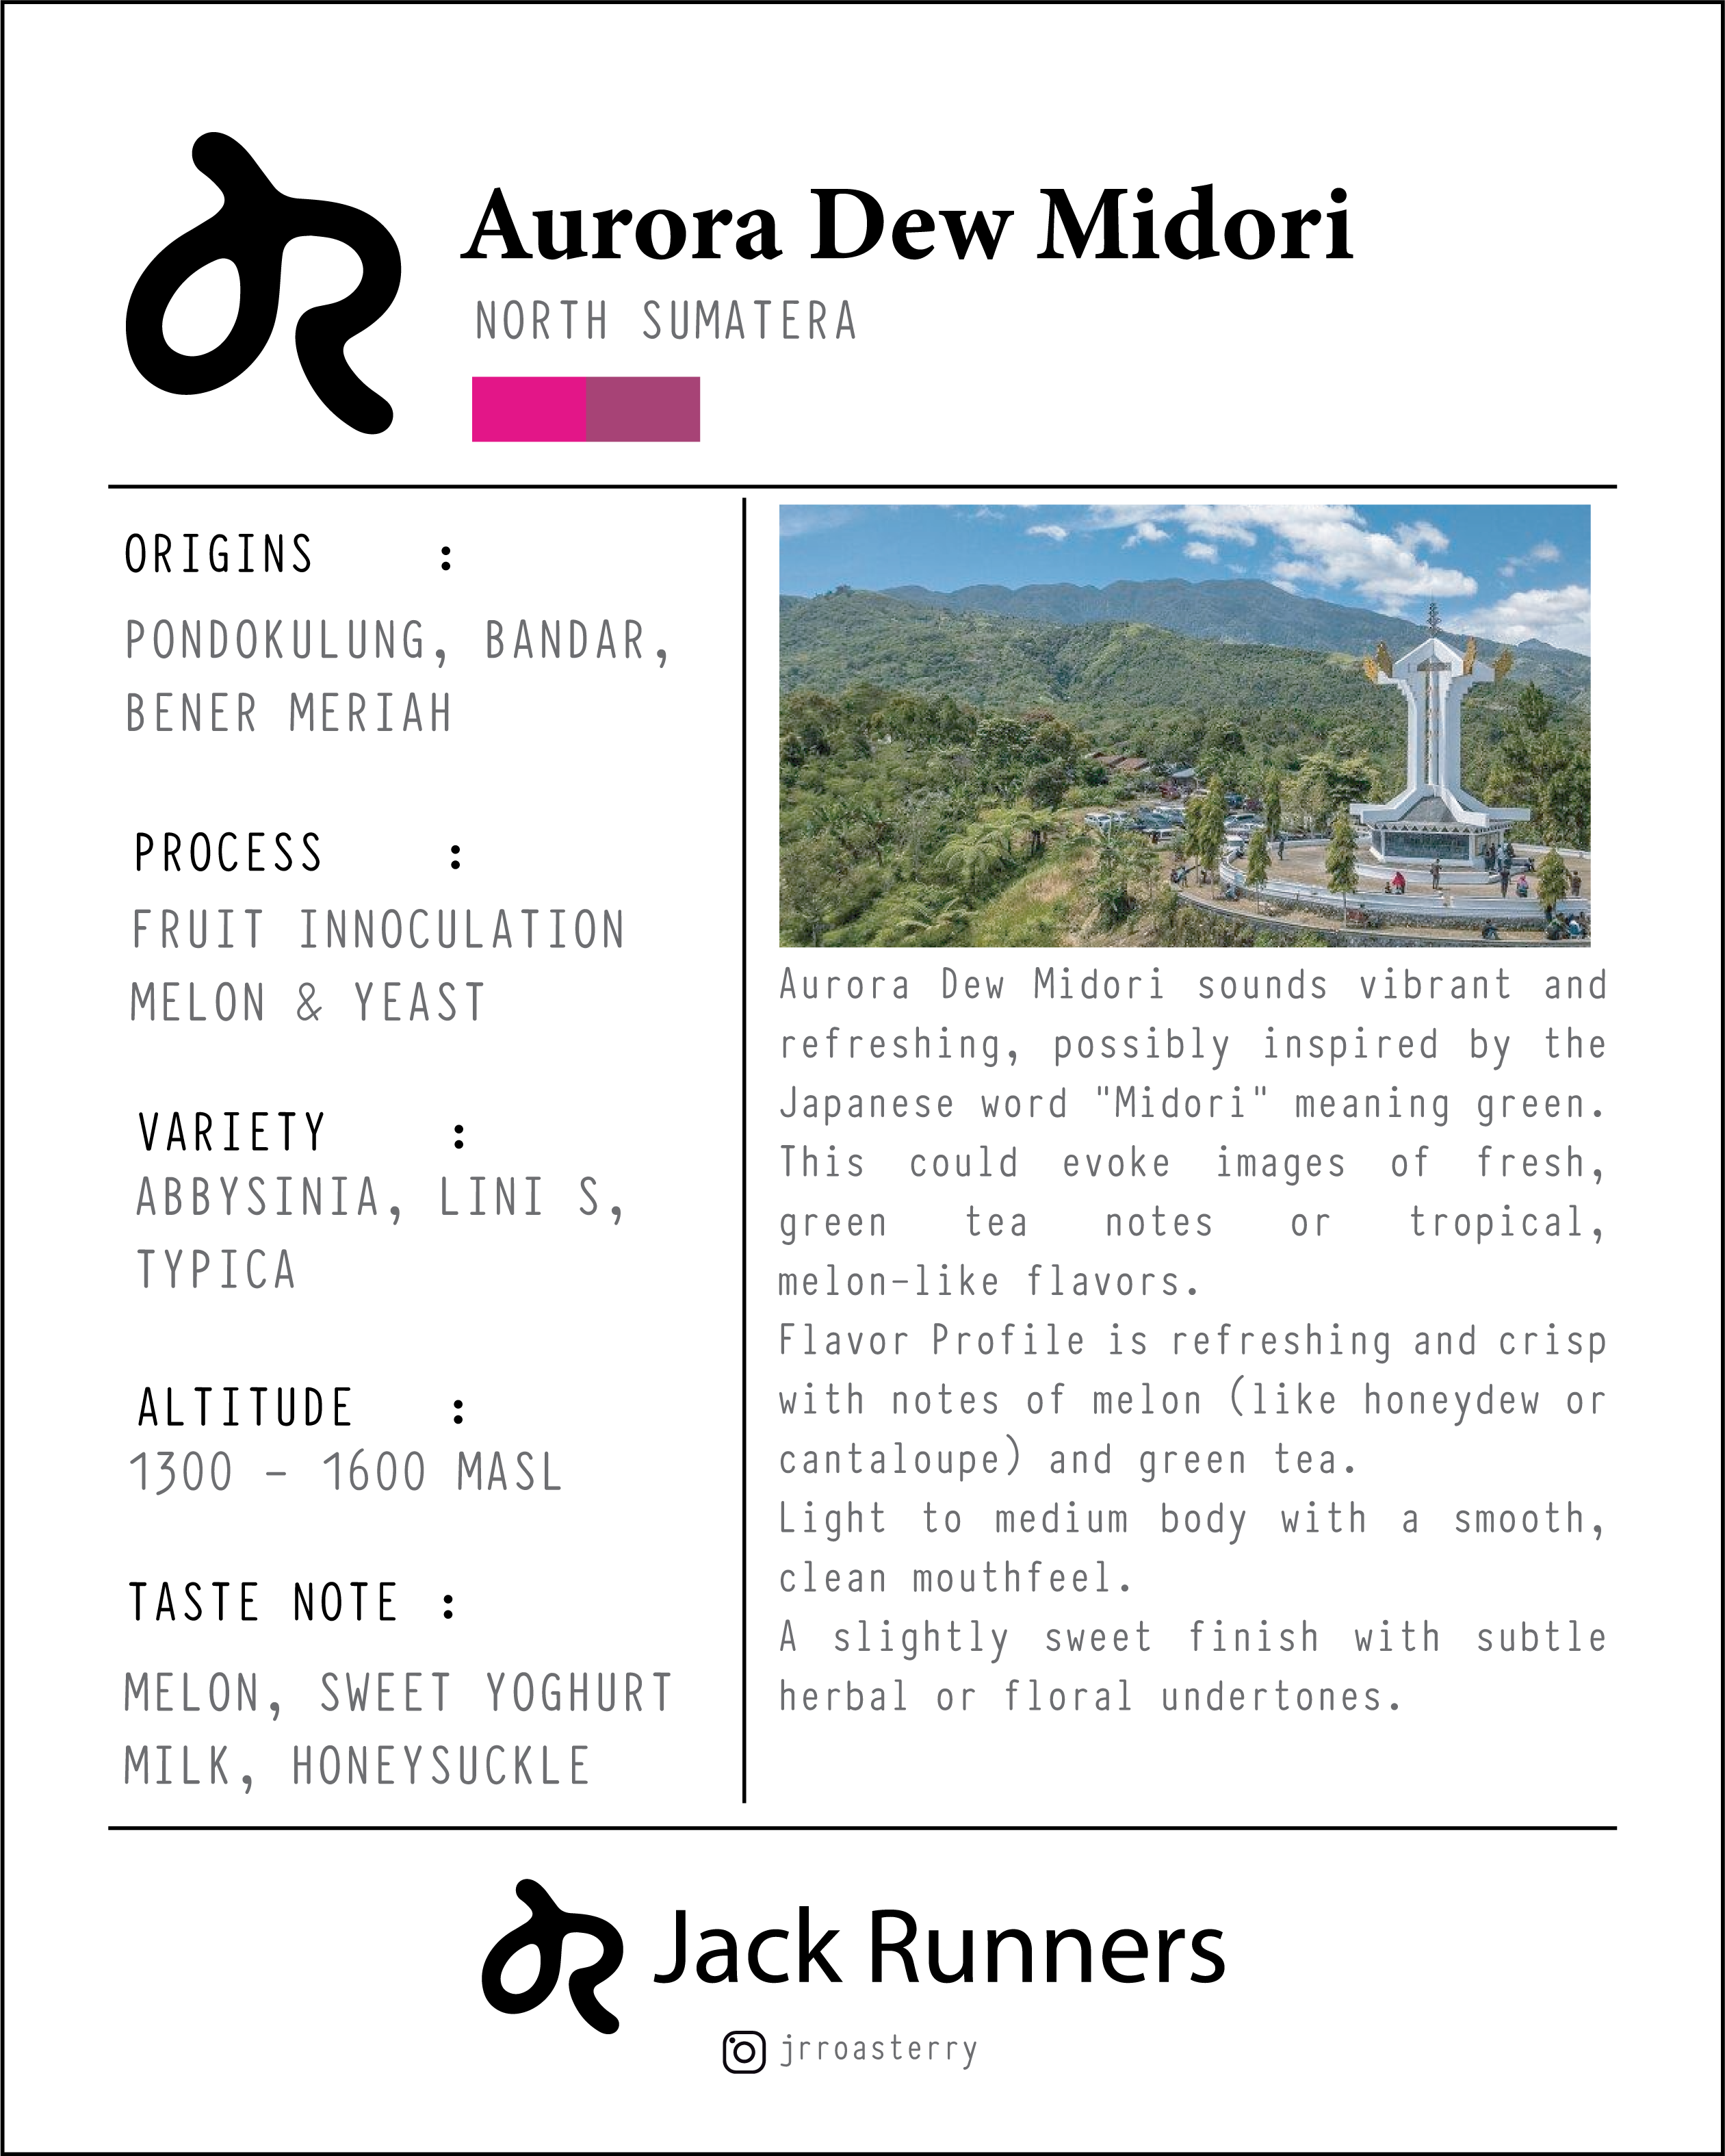 Aurora Dew Midori
NORTH SUMATERA
ORIGINS :
PONDOKULUNG, BANDAR,
BENER MERIAH
PROCESS :
FRUIT INNOCULATION
MELON & YEAST
VARIETY :
ABBYSINIA, LINI S,
TYPICA
ALTITUDE :
1300 - 1600 MASL
TASTE NOTE :
MELON, SWEET YOGHURT
MILK, HONEYSUCKLE
Aurora Dew Midori sounds vibrant and
refreshing, possibly inspired by the
Japanese word "Midori" meaning green.
This could evoke images of fresh,
green tea notes or tropical,
melon-like flavors.
Flavor Profile is refreshing and crisp
with notes of melon (like honeydew or
cantaloupe) and green tea.
Light to medium body with a smooth,
clean mouthfeel.
A slightly sweet finish with subtle
herbal or floral undertones.
Jack Runners
jrroasterry